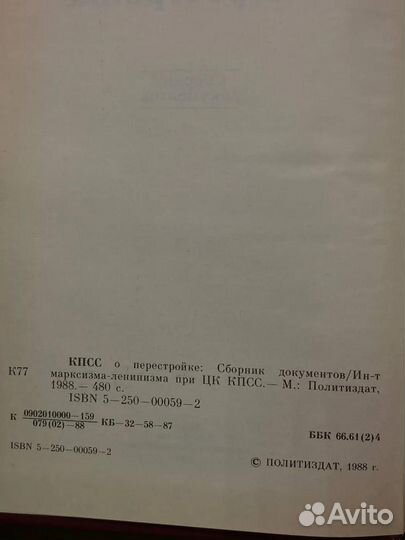 КПСС о перестройке: Сборник документов/Ин-т
К77 марксизма-ленинизма при ЦК КПСС.— М.: Политиздат,
1988.— 480 с.
ISBN 5—250—00059—2
К 0902010000—159
079(02)—88 КБ—32—58—87
ББК 66.61(2)4
ISBN 5—250—00059—2
© ПОЛИТИЗДАТ, 1988 г.
Avito